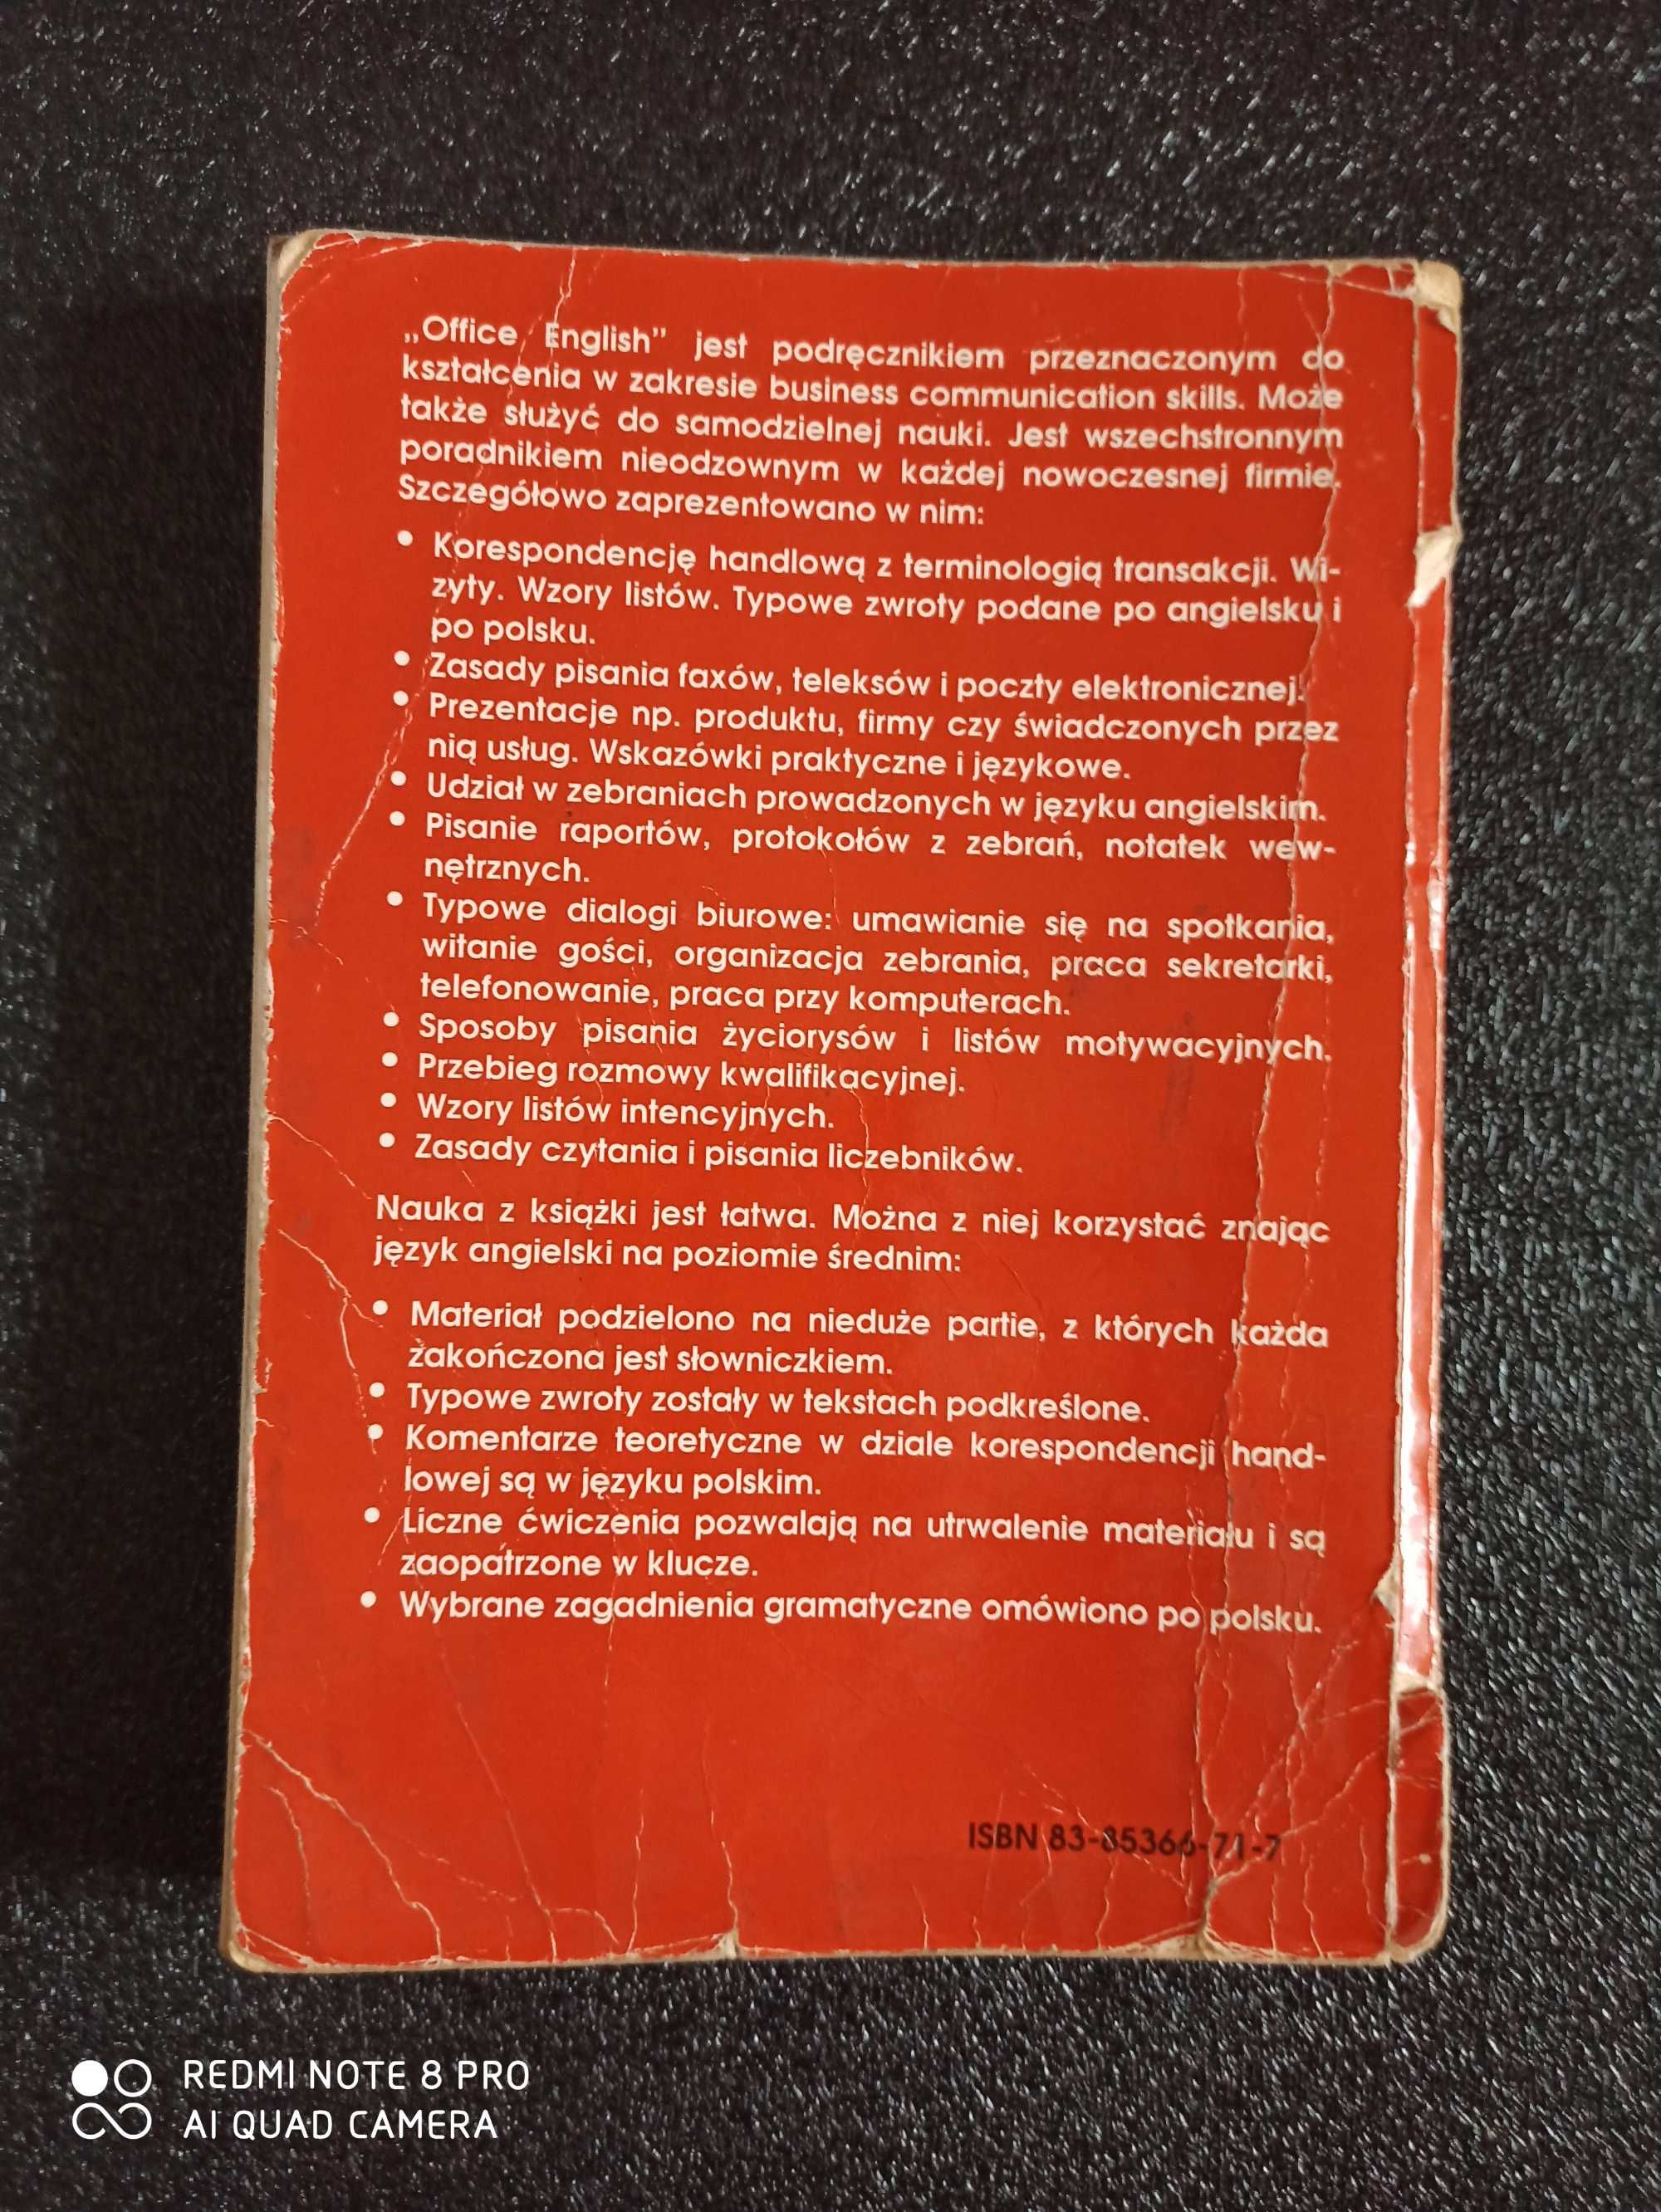 „Office English” jest podręcznikiem przeznaczonym do
kształcenia w zakresie business communication skills. Może
także służyć do samodzielnej nauki. Jest wszechstronnym
poradnikiem nieodzownym w każdej nowoczesnej firmie.
Szczegółowo zaprezentowano w nim:
• Korespondencję handlową z terminologią transakcji. Wi-
zyty. Wzory listów. Typowe zwroty podane po angielsku i
po polsku.
• Zasady pisania faxów, teleksów i poczty elektronicznej.
• Prezentacje np. produktu, firmy czy świadczonych przez
nią usług. Wskazówki praktyczne i językowe.
• Udział w zebraniach prowadzonych w języku angielskim.
• Pisanie raportów, protokołów z zebrań, notatek wew-
nętrznych.
• Typowe dialogi biurowe: umawianie się na spotkania,
witanie gości, organizacja zebrania, praca sekretarki,
telefonowanie, praca przy komputerach.
• Sposoby pisania życiorysów i listów motywacyjnych.
• Przebieg rozmowy kwalifikacyjnej.
• Wzory listów intencyjnych.
• Zasady czytania i pisania liczebników.
Nauka z książki jest łatwa. Można z niej korzystać znając
język angielski na poziomie średnim:
• Materiał podzielono na nieduże partie, z których każda
zakończona jest słowniczkiem.
• Typowe zwroty zostały w tekstach podkreślone.
• Komentarze teoretyczne w dziale korespondencji hand-
lowej są w języku polskim.
• Liczne ćwiczenia pozwalają na utrwalenie materiału i są
zaopatrzone w klucze.
• Wybrane zagadnienia gramatyczne omówiono po polsku.
ISBN 83-85366-71-7
REDMI NOTE 8 PRO
AI QUAD CAMERA